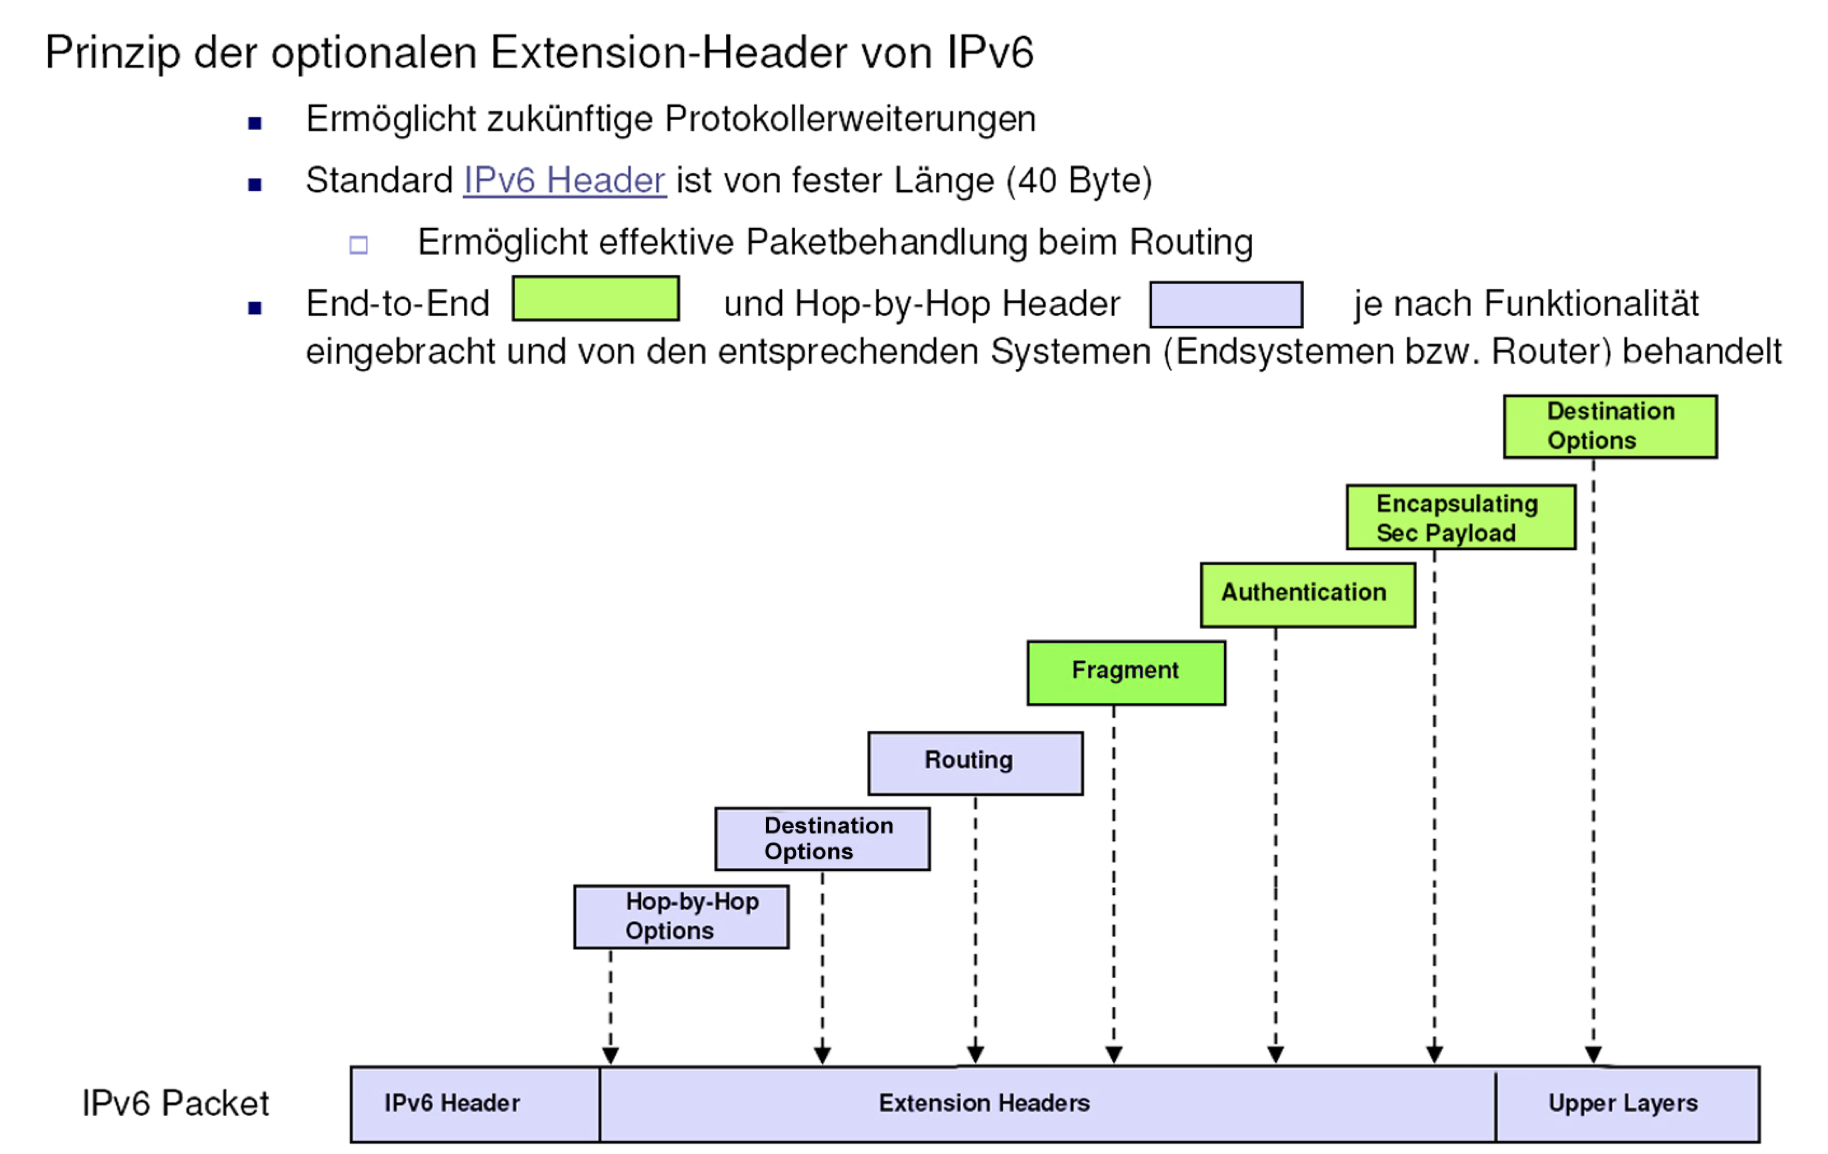 Prinzip der optionalen Extension-Header von IPv6
Ermöglicht zukünftige Protokollerweiterungen
Standard IPv6 Header ist von fester Länge (40 Byte)
Ermöglicht effektive Paketbehandlung beim Routing
End-to-End und Hop-by-Hop Header je nach Funktionalität
eingebracht und von den entsprechenden Systemen (Endsystemen bzw. Router) behandelt
Destination
Options
Encapsulating
Sec Payload
Authentication
Fragment
Routing
Destination
Options
Hop-by-Hop
Options
IPv6 Packet
IPv6 Header
Extension Headers
Upper Layers